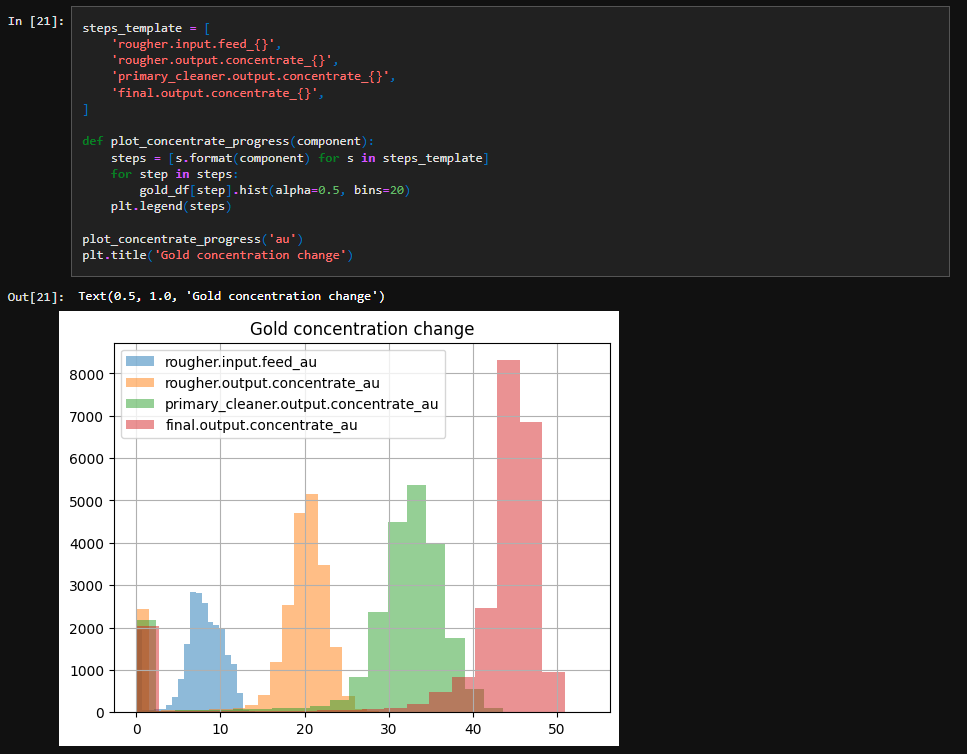 In [21]:
steps_template = [
    'rougher.input.feed_{}',
    'rougher.output.concentrate_{}',
    'primary_cleaner.output.concentrate_{}',
    'final.output.concentrate_{}',
]
def plot_concentrate_progress(component):
    steps = [s.format(component) for s in steps_template]
    for step in steps:
        gold_df[step].hist(alpha=0.5, bins=20)
    plt.legend(steps)
plot_concentrate_progress('au')
plt.title('Gold concentration change')
Out[21]: Text(0.5, 1.0, 'Gold concentration change')
Gold concentration change
rougher.input.feed_au
rougher.output.concentrate_au
primary_cleaner.output.concentrate_au
final.output.concentrate_au
8000
7000
6000
5000
4000
3000
2000
1000
0
0 10 20 30 40 50